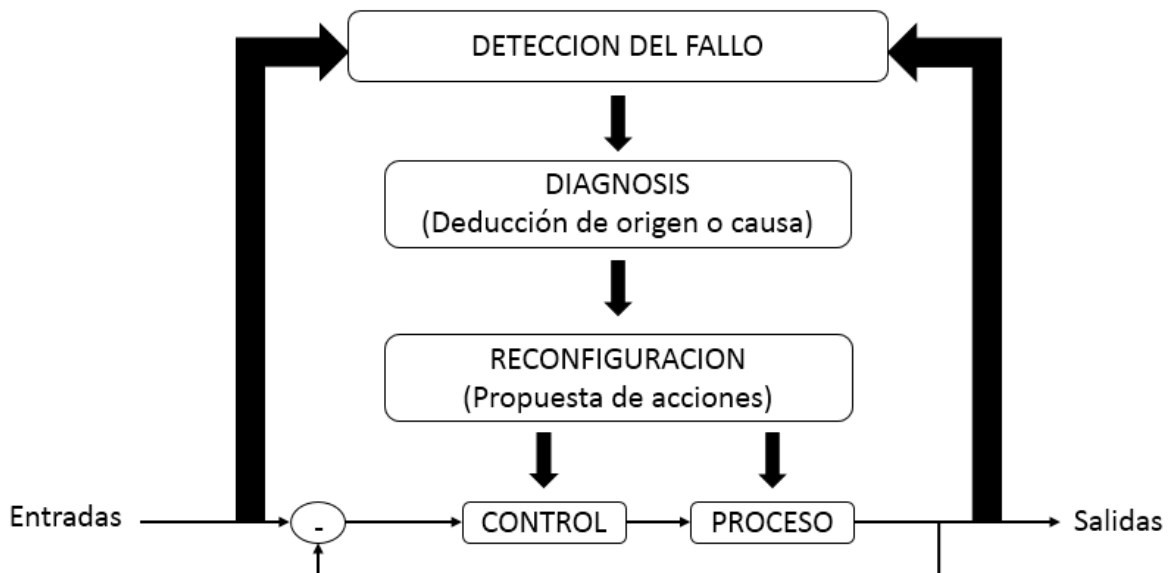 DETECCION DEL FALLO
DIAGNOSIS
(Deducción de origen o causa)
RECONFIGURACION
(Propuesta de acciones)
Entradas
-
CONTROL
PROCESO
Salidas